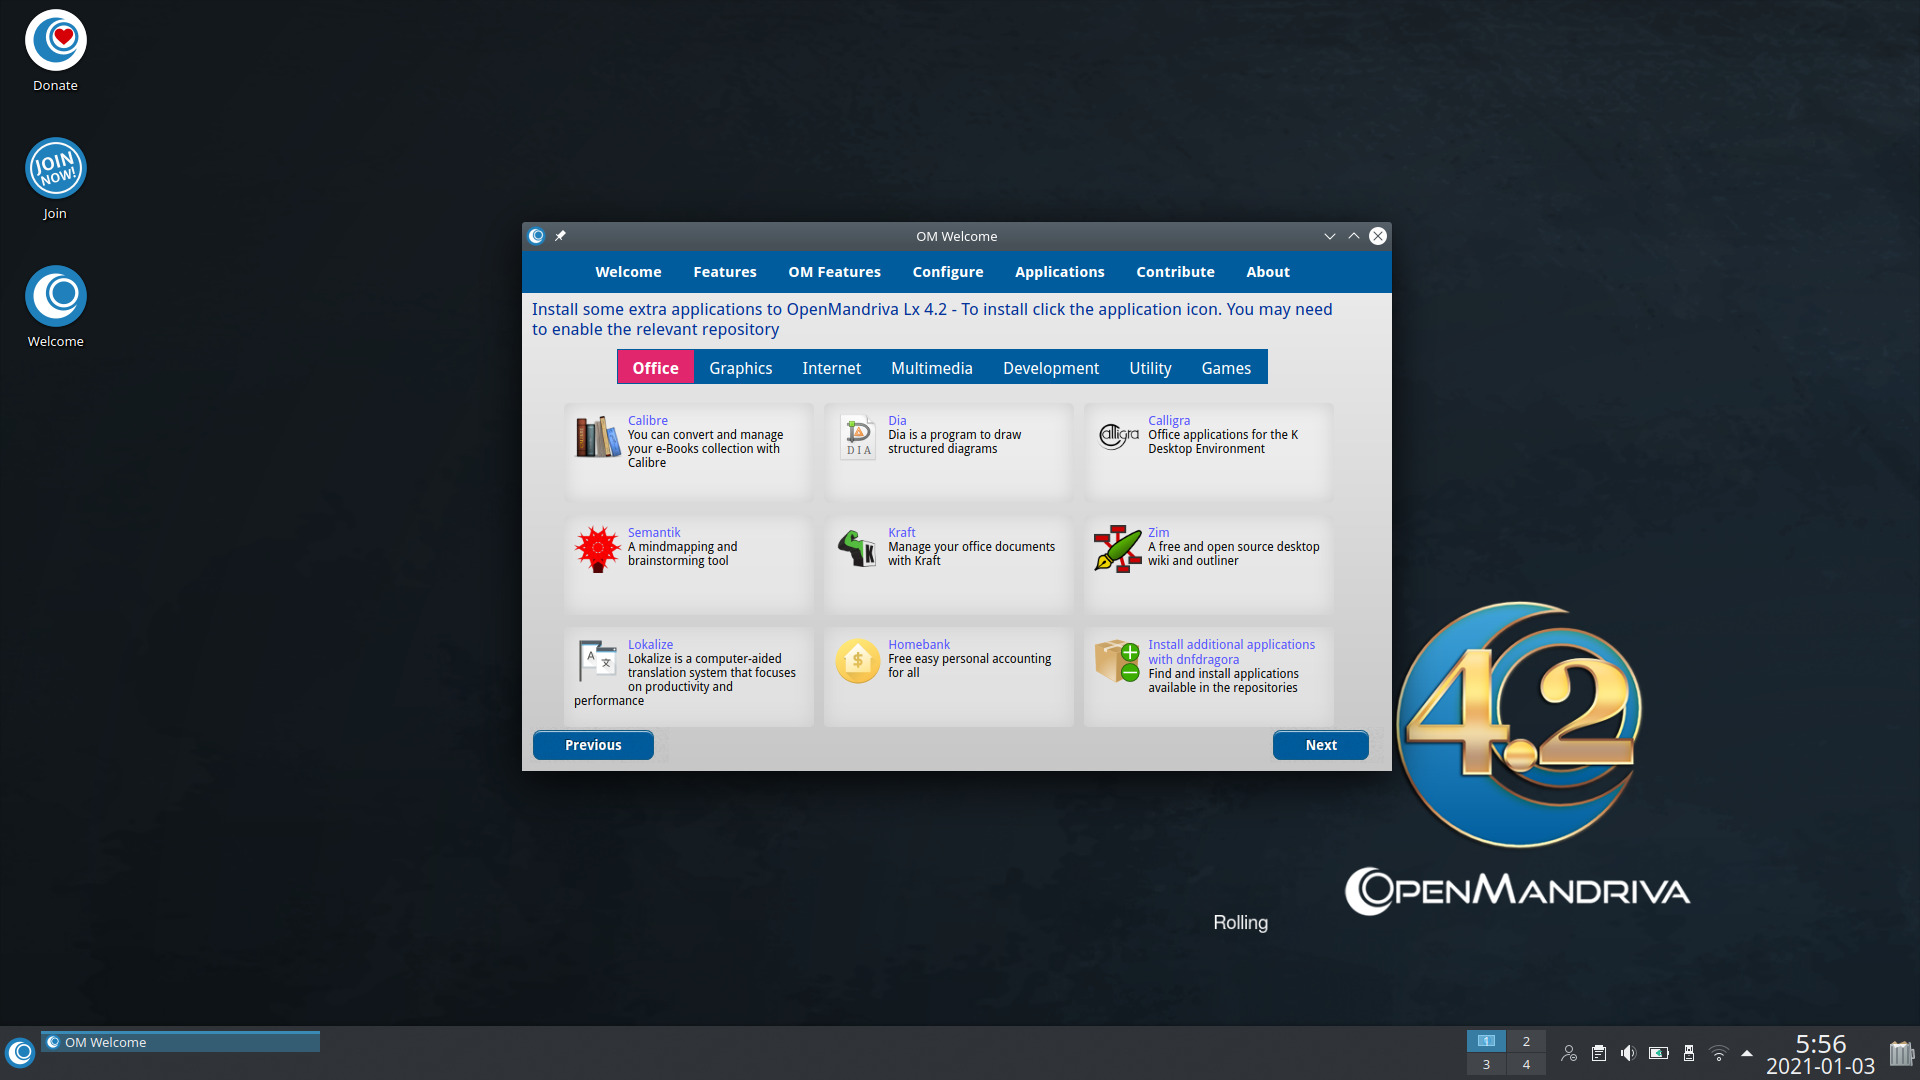 Donate
JOIN
NOW!
Join
Welcome
OM Welcome
Welcome Features OM Features Configure Applications Contribute About
Install some extra applications to OpenMandriva Lx 4.2 - To install click the application icon. You may need
to enable the relevant repository
Office Graphics Internet Multimedia Development Utility Games
Calibre
You can convert and manage
your e-Books collection with
Calibre
DIA
Dia
Dia is a program to draw
structured diagrams
Calligra
Calligra
Office applications for the K
Desktop Environment
Semantik
A mindmapping and
brainstorming tool
K
Kraft
Manage your office documents
with Kraft
Zim
A free and open source desktop
wiki and outliner
A 文
Lokalize
Lokalize is a computer-aided
translation system that focuses
on productivity and
performance
$
Homebank
Free easy personal accounting
for all
Install additional applications
with dnfdragora
Find and install applications
available in the repositories
Previous
Next
4.2
OPENMANDRIVA
Rolling
OM Welcome
1 2
3 4
5:56
2021-01-03